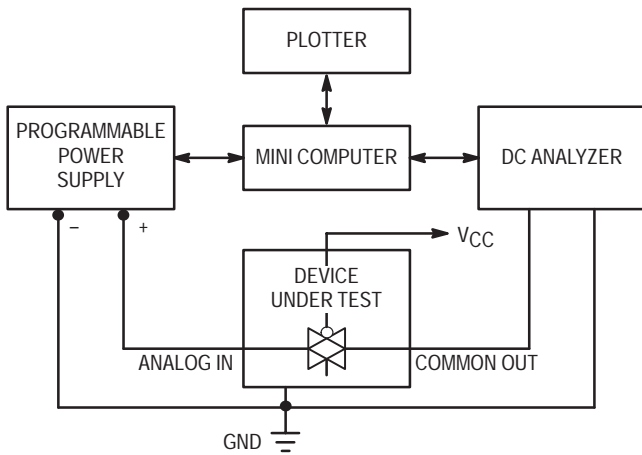 PLOTTER
PROGRAMMABLE
POWER
SUPPLY
MINI COMPUTER
DC ANALYZER
– +
VCC
DEVICE
UNDER TEST
ANALOG IN
COMMON OUT
GND